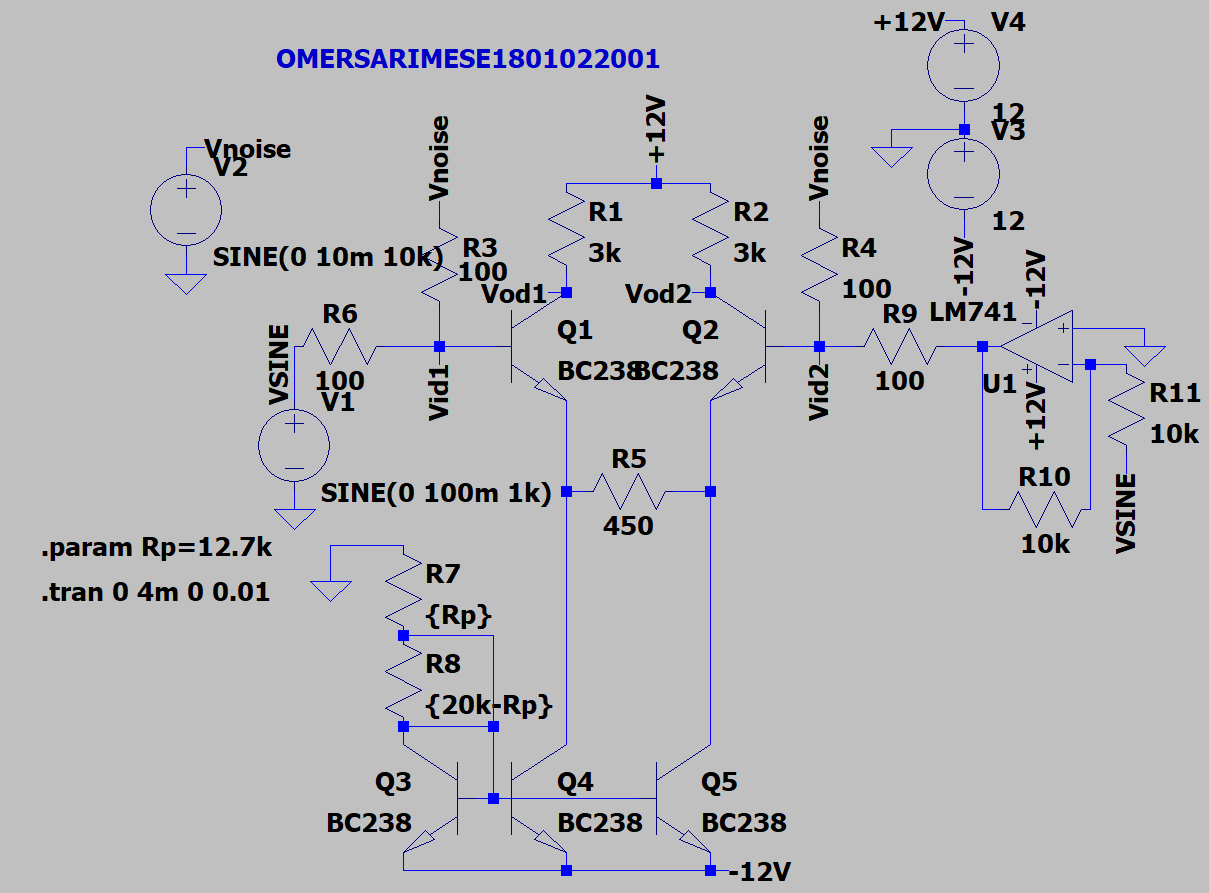 +12V
V4
OMERSARIMESE1801022001
12
V3
+12V
Vnoise
Vnoise
Vnoise
V2
R1
3k
R2
3k
12
-12V
-12V
SINE(0 10m 10k)
R3
100
R4
100
Vod1
Vod2
R6
100
VSINE
V1
Q1
BC238
Q2
BC238
R9
100
LM741
U1
+12V
Vid1
Vid2
R11
10k
VSINE
R10
10k
R5
450
SINE(0 100m 1k)
.param Rp=12.7k
.tran 0 4m 0 0.01
R7
{Rp}
R8
{20k-Rp}
Q3
BC238
Q4
BC238
Q5
BC238
-12V